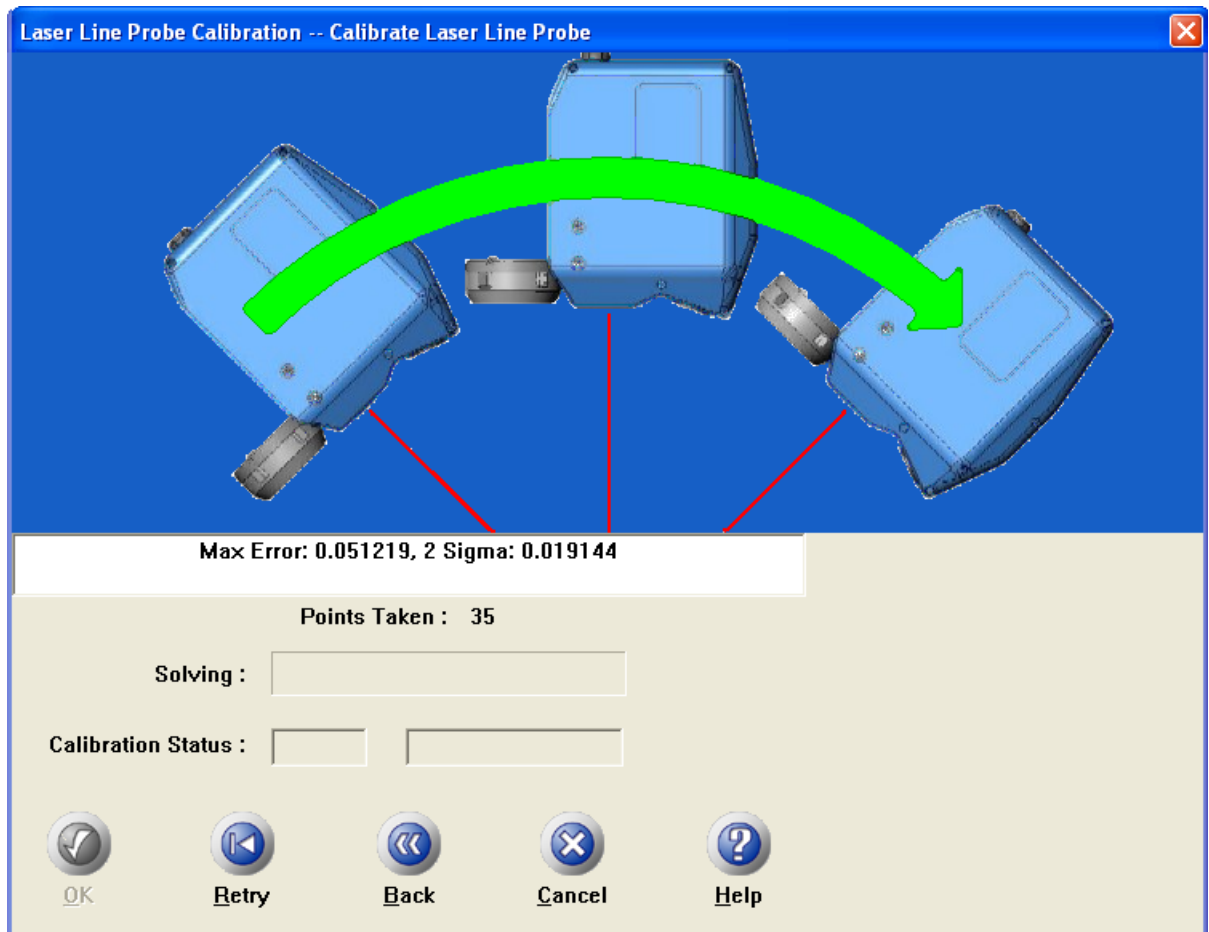 Laser Line Probe Calibration -- Calibrate Laser Line Probe
Max Error: 0.051219, 2 Sigma: 0.019144
Points Taken : 35
Solving :
Calibration Status :
OK Retry Back Cancel Help